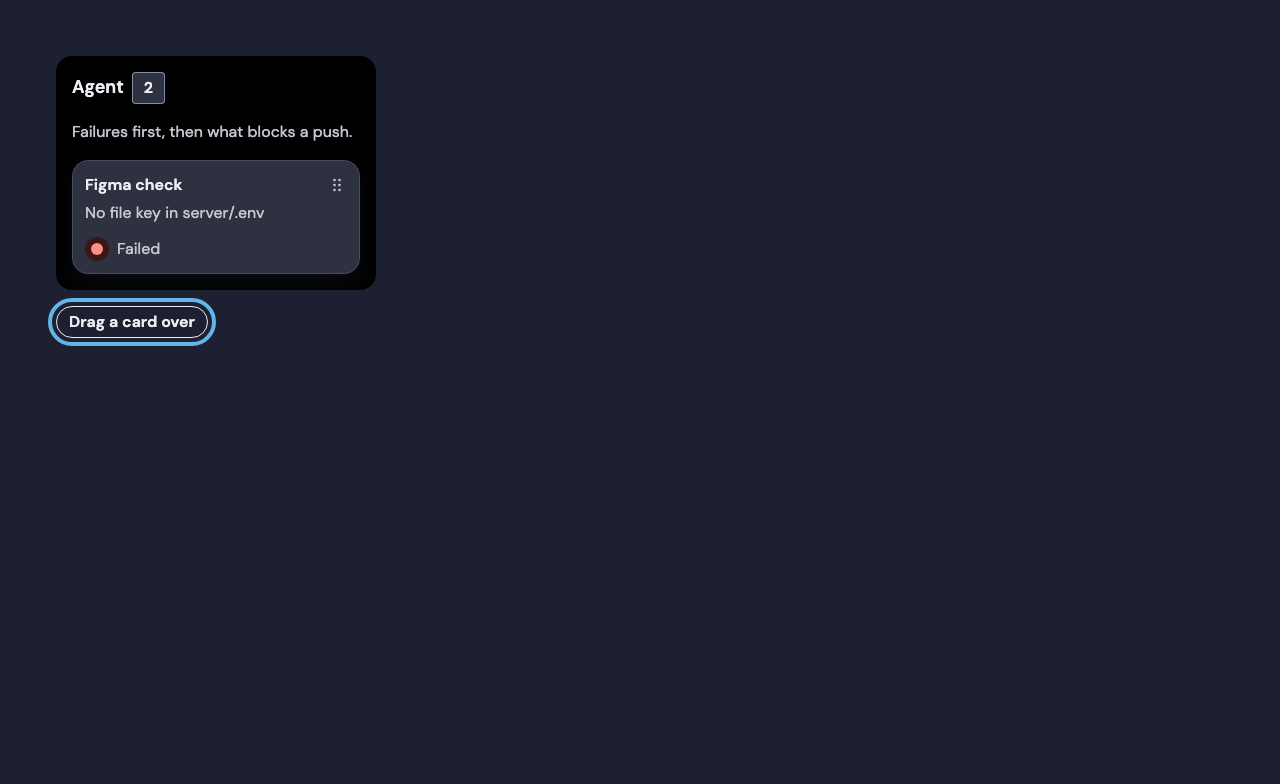 Agent 2
Failures first, then what blocks a push.
Figma check
No file key in server/.env
Failed
Drag a card over